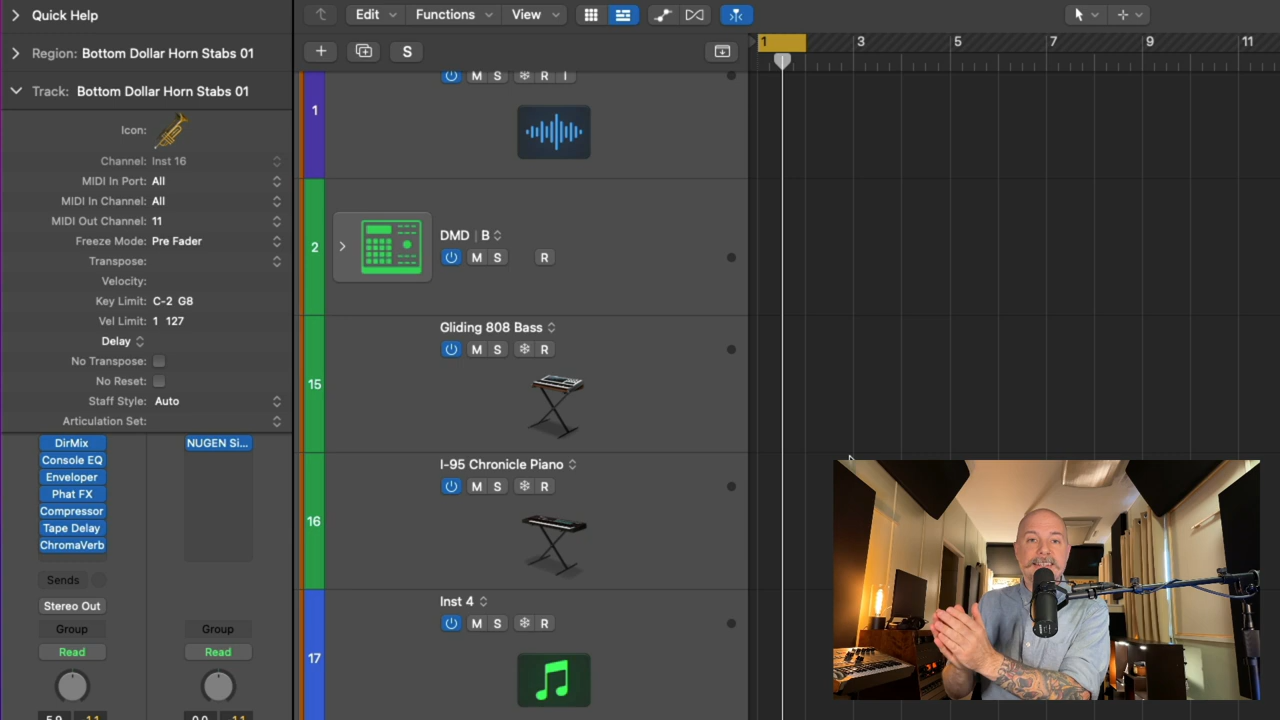 Quick Help
Edit Functions View
Region: Bottom Dollar Horn Stabs 01
S
1 3 5 7 9 11
Track: Bottom Dollar Horn Stabs 01
Icon:
Channel: Inst 16
MIDI In Port: All
MIDI In Channel: All
MIDI Out Channel: 11
Freeze Mode: Pre Fader
Transpose:
Velocity:
Key Limit: C-2 G8
Vel Limit: 1 127
Delay
No Transpose:
No Reset:
Staff Style: Auto
Articulation Set:
DirMix NUGEN Si...
Console EQ
Enveloper
Phat FX
Compressor
Tape Delay
ChromaVerb
Sends
Stereo Out
Group Group
Read Read
1
M S R I
2
DMD | B
M S R
15
Gliding 808 Bass
M S R
16
I-95 Chronicle Piano
M S R
17
Inst 4
M S R